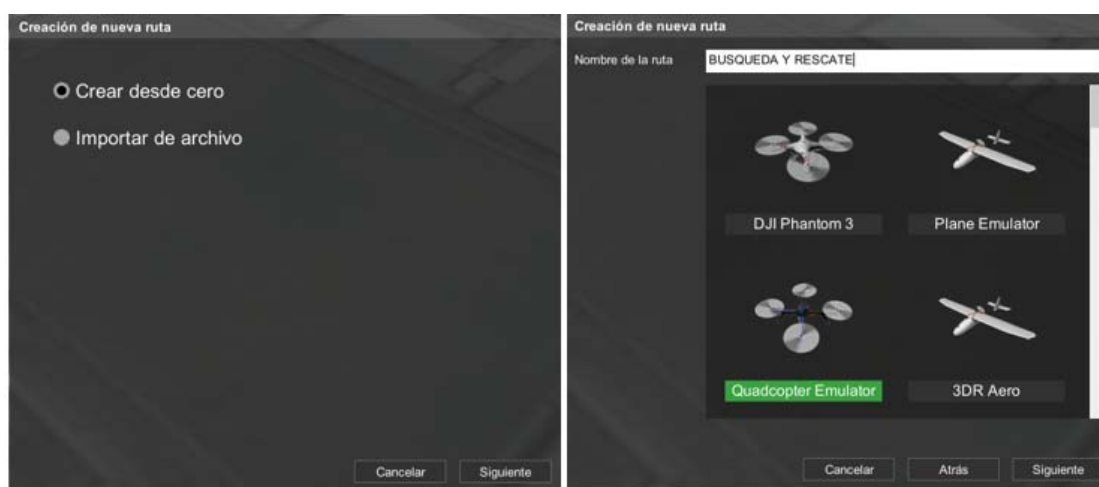 Creación de nueva ruta
Crear desde cero
Importar de archivo
Cancelar Siguiente
Creación de nueva ruta
Nombre de la ruta BUSQUEDA Y RESCATE
DJI Phantom 3 Plane Emulator
Quadcopter Emulator 3DR Aero
Cancelar Atrás Siguiente